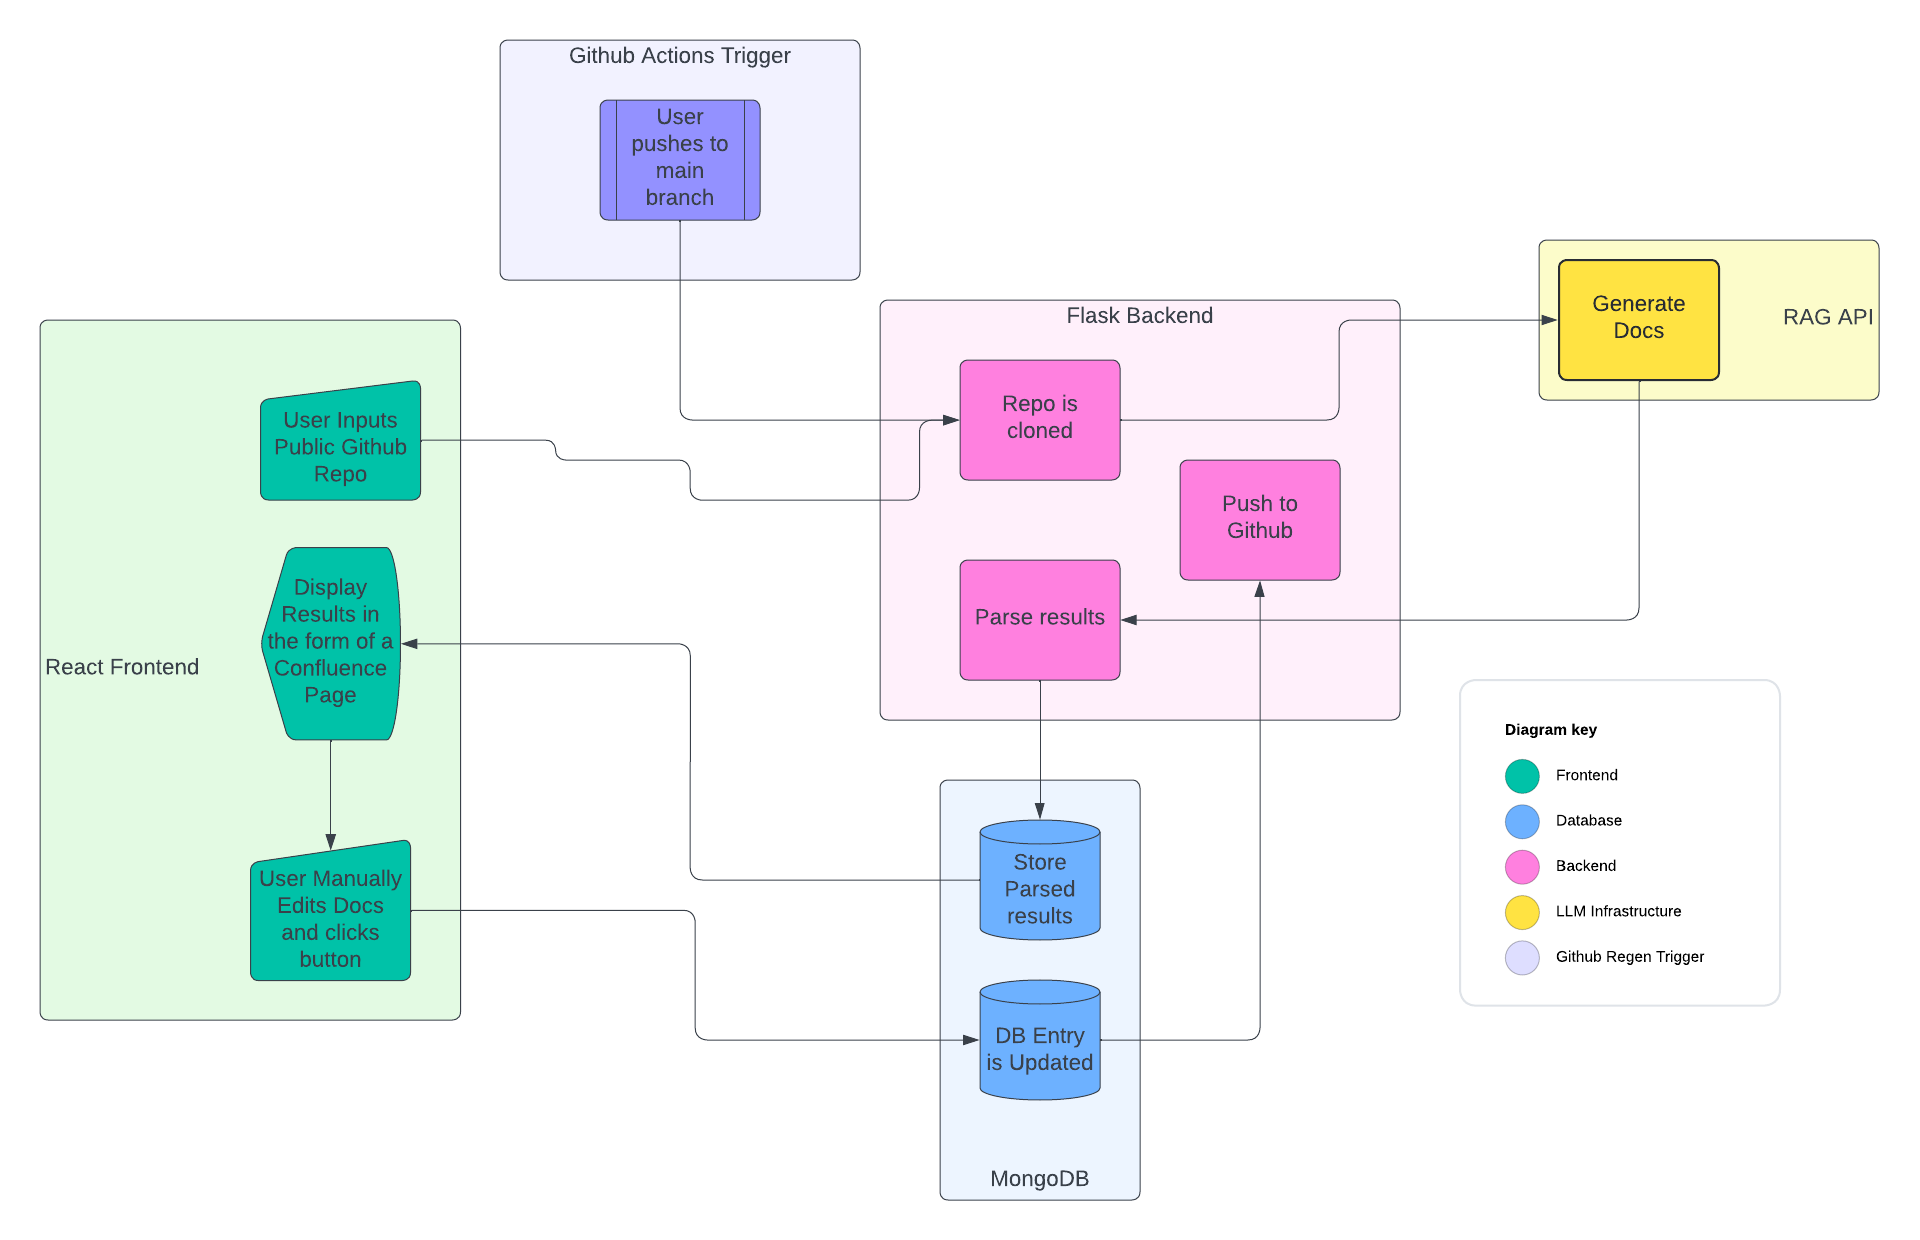 Github Actions Trigger
User
pushes to
main
branch
Flask Backend
Repo is
cloned
Push to
Github
Parse results
Generate
Docs
RAG API
React Frontend
User Inputs
Public Github
Repo
Display
Results in
the form of a
Confluence
Page
User Manually
Edits Docs
and clicks
button
Store
Parsed
results
DB Entry
is Updated
MongoDB
Diagram key
Frontend
Database
Backend
LLM Infrastructure
Github Regen Trigger